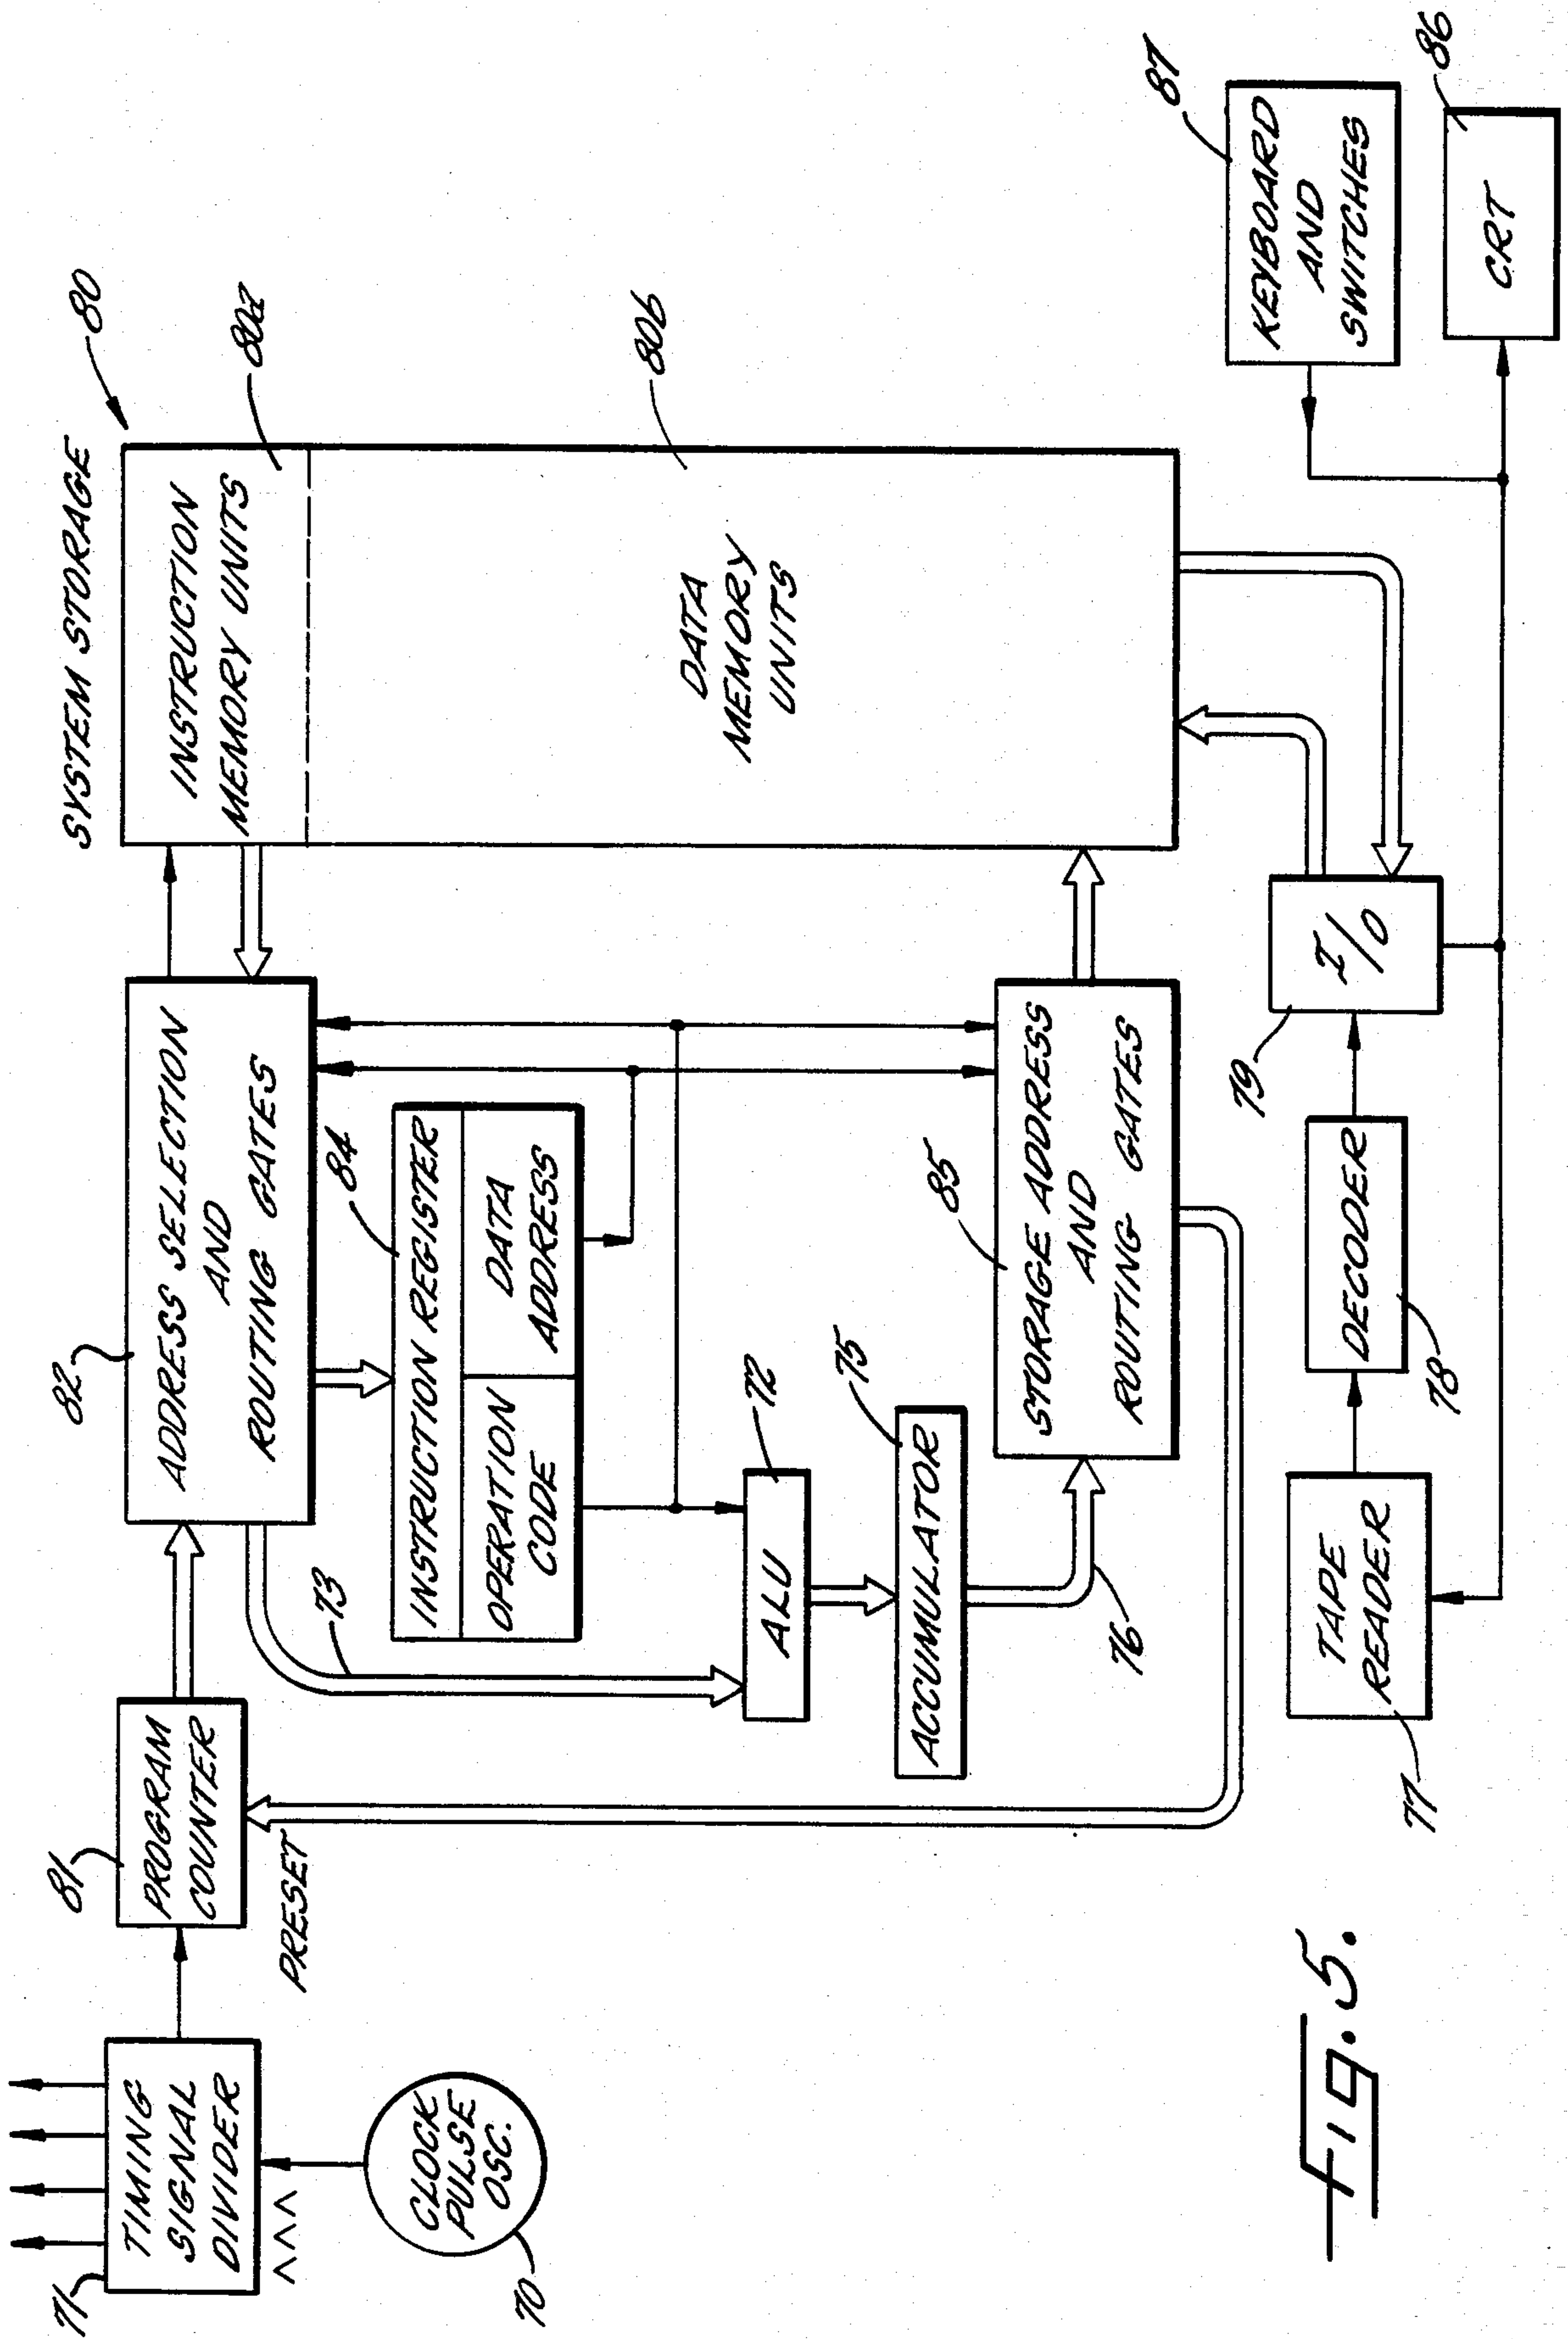 SYSTEM STORAGE
80
71
TIMING
SIGNAL
DIVIDER
81
PROGRAM
COUNTER
PRESET
82
ADDRESS SELECTION
AND
ROUTING GATES
INSTRUCTION
MEMORY UNITS
80a
70
CLOCK
PULSE
OSC.
73
84
INSTRUCTION REGISTER
OPERATION
CODE
DATA
ADDRESS
DATA
MEMORY
UNITS
80b
72
ALU
75
ACCUMULATOR
76
85
STORAGE ADDRESS
AND
ROUTING GATES
77
TAPE
READER
78
DECODER
79
I/O
87
KEYBOARD
AND
SWITCHES
86
CRT
Fig. 5.